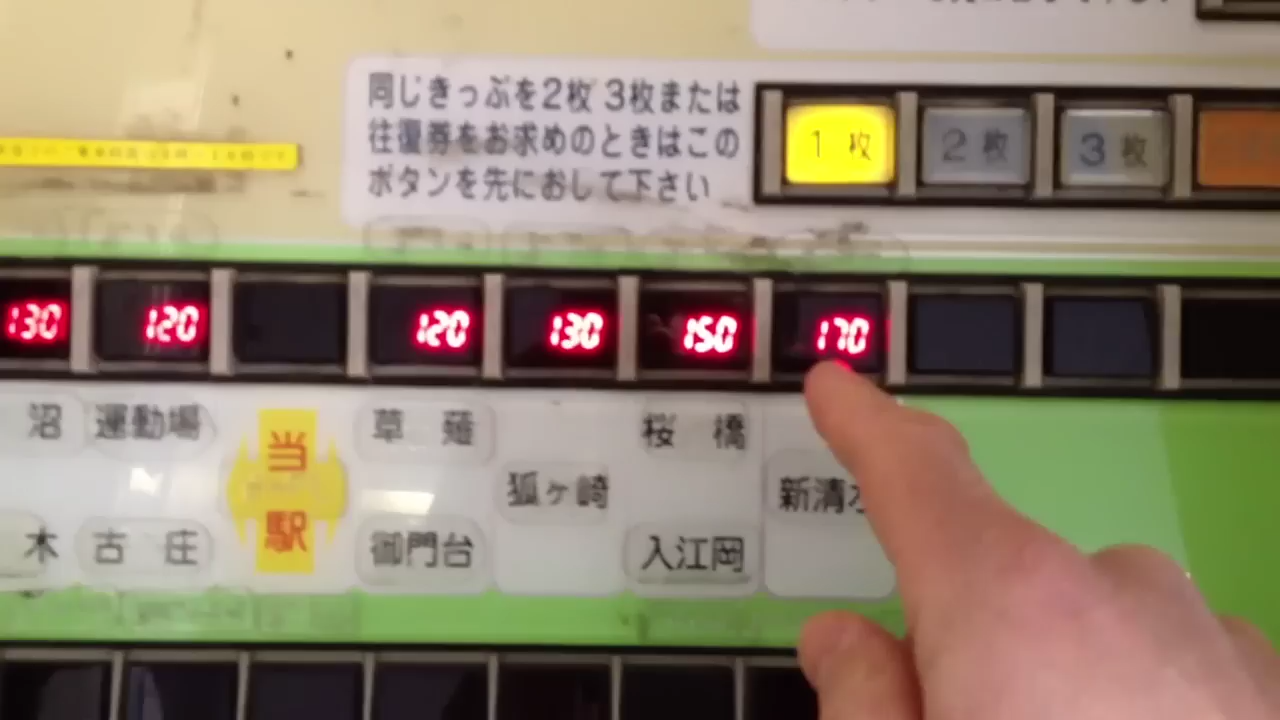 同じきっぷを2枚 3枚または
往復券をお求めのときはこの
ボタンを先におして下さい
1 枚
2 枚
3 枚
130
120
120
130
150
170
沼
運動場
当駅
草 薙
狐ヶ崎
桜 橋
新清水
木
古 庄
御門台
入江岡